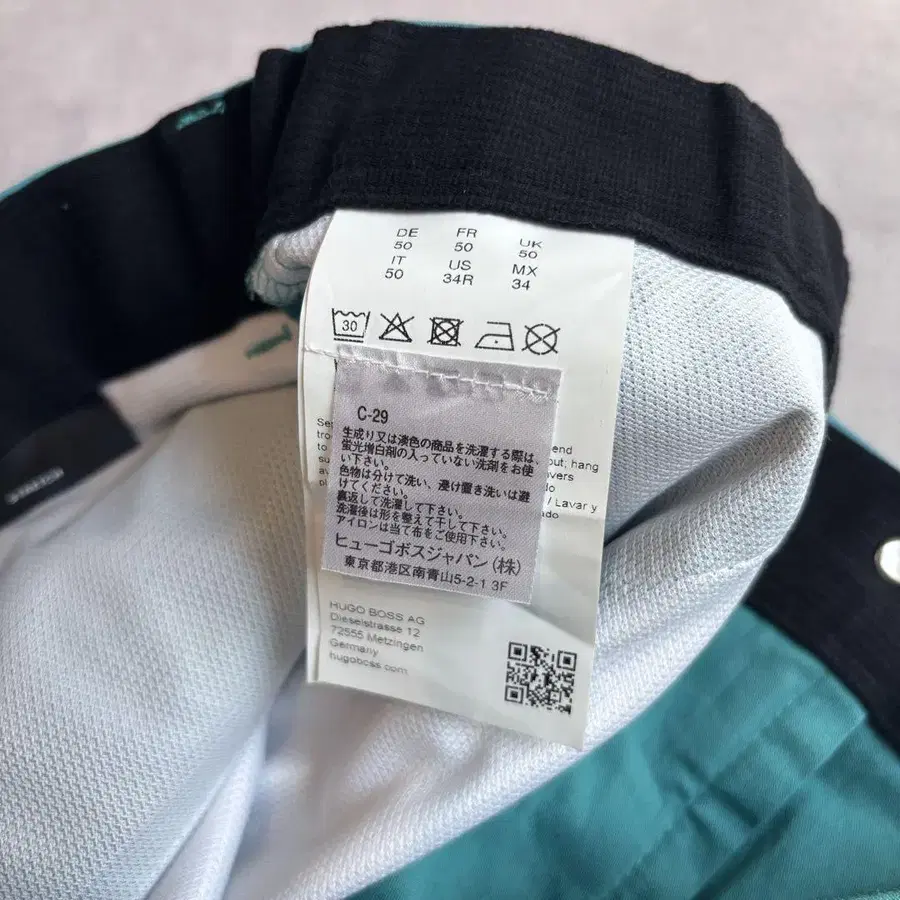 DE FR UK
50 50 50
IT US MX
50 34R 34
30
C-29
生成り又は淡色の商品を洗濯する際は
蛍光増白剤の入っていない洗剤をお使
い下さい。
色物は分けて洗い、浸け置き洗いは避
けてください。
裏返して洗濯して下さい。
洗濯後は形を整えて干して下さい。
アイロンは当て布をご使用下さい。
ヒューゴボスジャパン(株)
東京都港区南青山5-2-1 3F
end
hang
/ Lavar y
HUGO BOSS AG
Dieselstrasse 12
72555 Metzingen
Germany
hugoboss.com